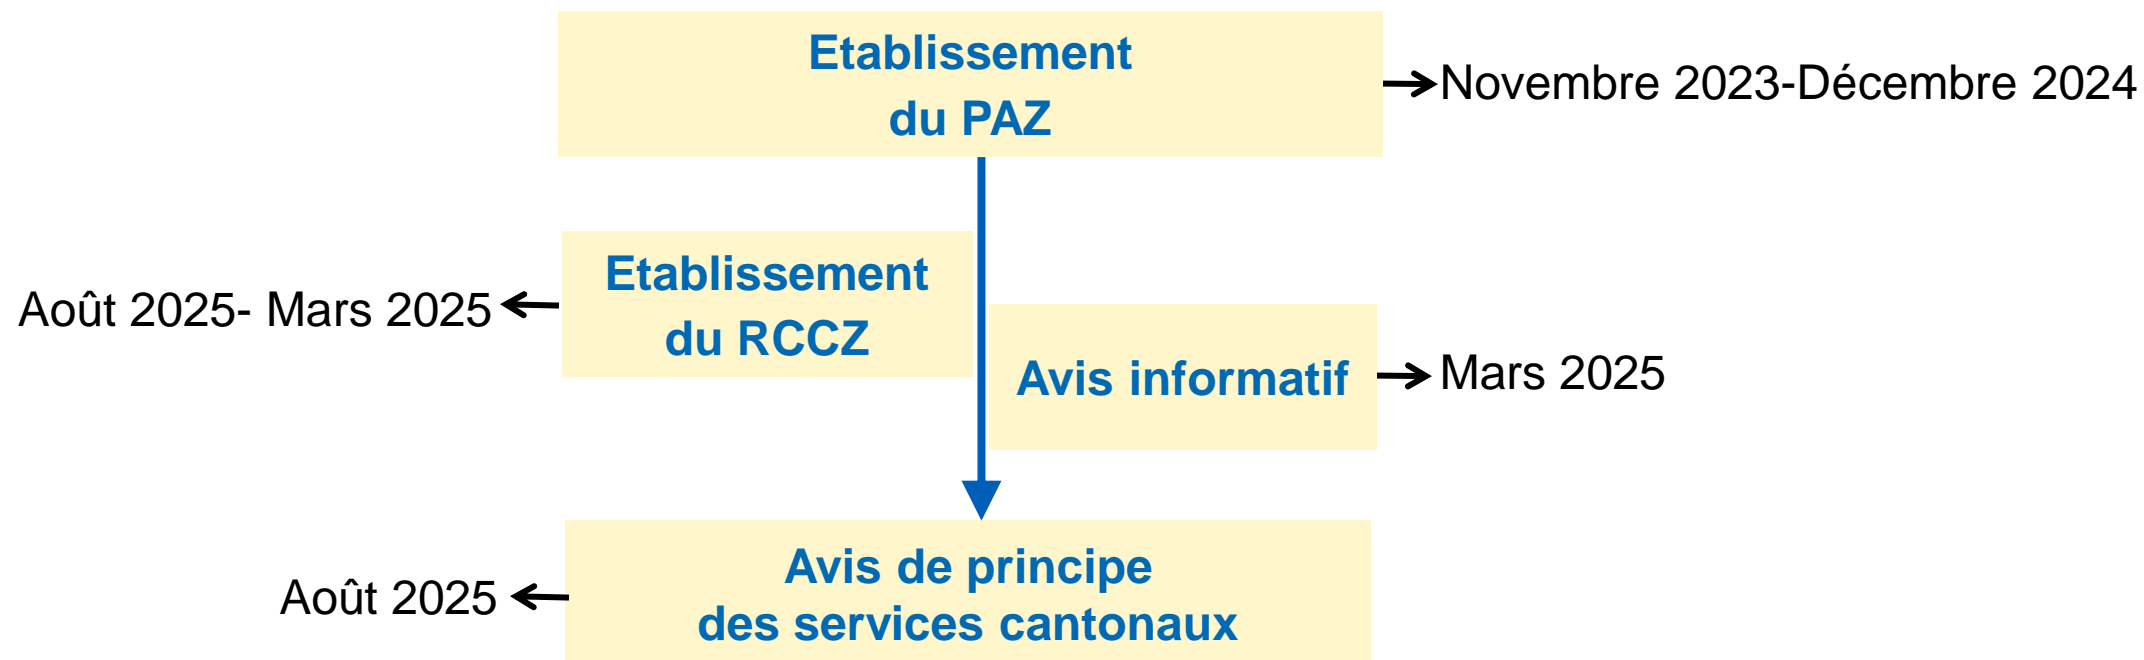 Etablissement
du PAZ
Novembre 2023-Décembre 2024
Etablissement
du RCCZ
Août 2025- Mars 2025
Avis informatif
Mars 2025
Avis de principe
des services cantonaux
Août 2025